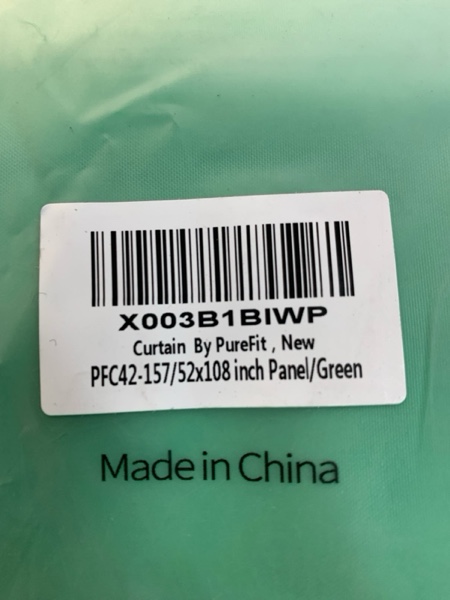 X003B1BIWP
Curtain By PureFit , New
PFC42-157/52x108 inch Panel/Green
Made in China